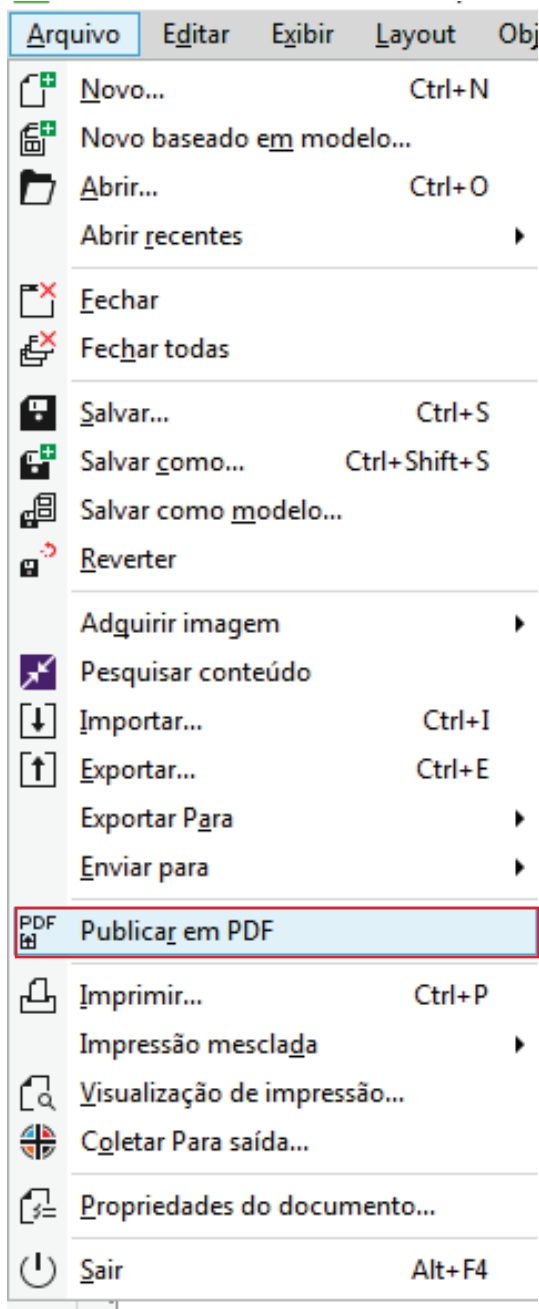 Arquivo Editar Exibir Layout Obj
Novo... Ctrl+N
Novo baseado em modelo...
Abrir... Ctrl+O
Abrir recentes
Fechar
Fechar todas
Salvar... Ctrl+S
Salvar como... Ctrl+Shift+S
Salvar como modelo...
Reverter
Adquirir imagem
Pesquisar conteúdo
Importar... Ctrl+I
Exportar... Ctrl+E
Exportar Para
Enviar para
PDF Publicar em PDF
Imprimir... Ctrl+P
Impressão mesclada
Visualização de impressão...
Coletar Para saída...
Propriedades do documento...
Sair Alt+F4